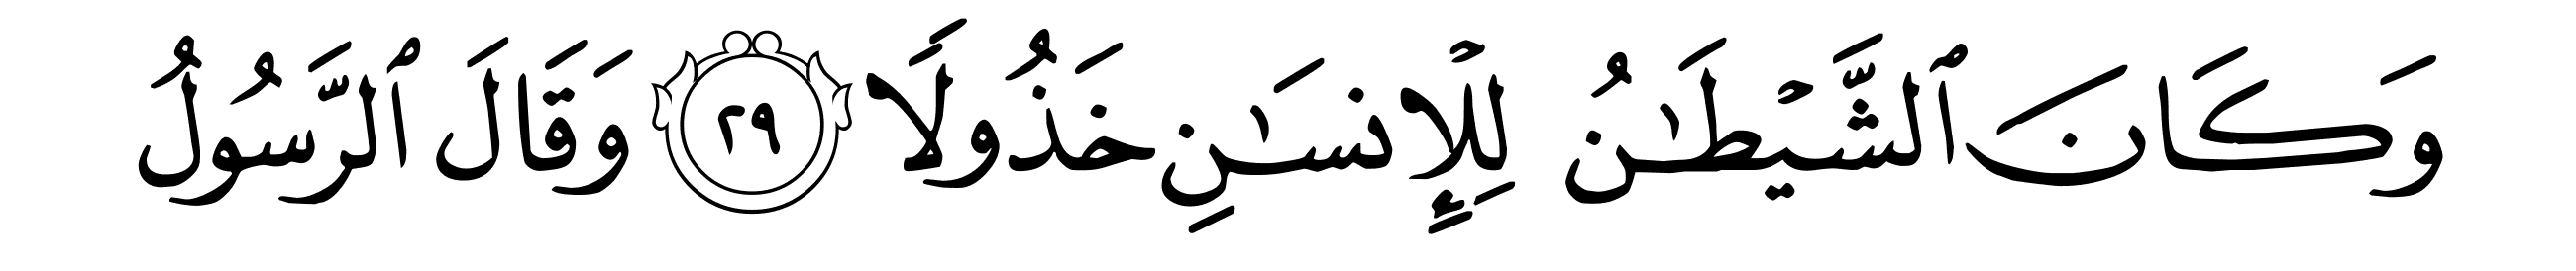 وَكَانَ ٱلشَّيْطَـٰنُ لِلْإِنسَـٰنِ خَذُولًا ٢٩ وَقَالَ ٱلرَّسُولُ